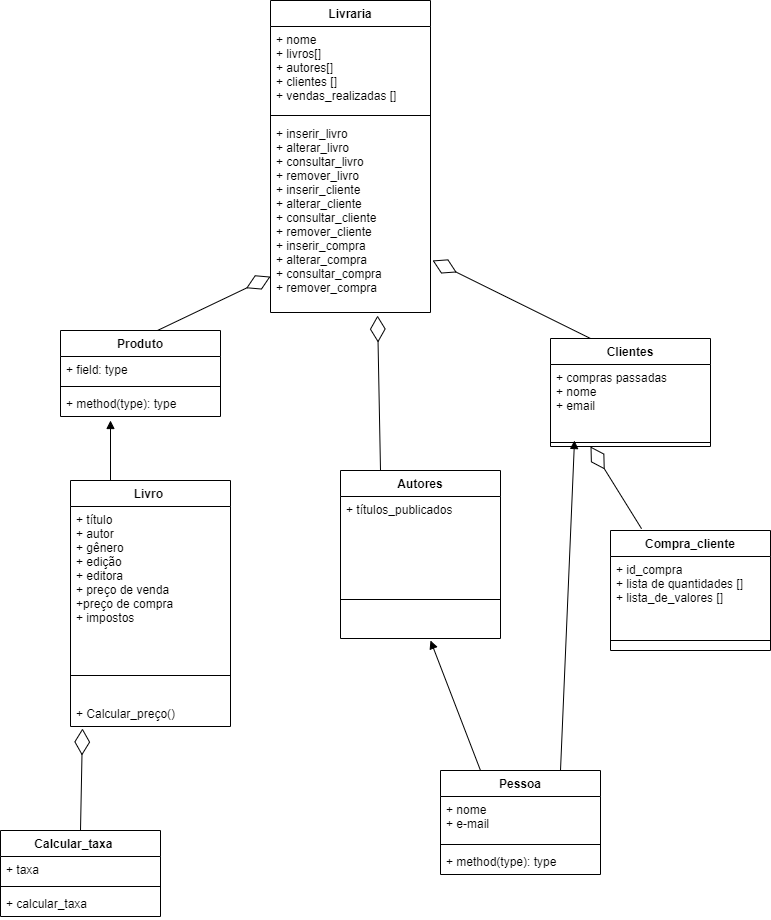 Livraria
+ nome
+ livros[]
+ autores[]
+ clientes []
+ vendas_realizadas []
+ inserir_livro
+ alterar_livro
+ consultar_livro
+ remover_livro
+ inserir_cliente
+ alterar_cliente
+ consultar_cliente
+ remover_cliente
+ inserir_compra
+ alterar_compra
+ consultar_compra
+ remover_compra
Produto
+ field: type
+ method(type): type
Clientes
+ compras passadas
+ nome
+ email
Autores
+ títulos_publicados
Livro
+ título
+ autor
+ gênero
+ edição
+ editora
+ preço de venda
+preço de compra
+ impostos
+ Calcular_preço()
Compra_cliente
+ id_compra
+ lista de quantidades []
+ lista_de_valores []
Pessoa
+ nome
+ e-mail
+ method(type): type
Calcular_taxa
+ taxa
+ calcular_taxa